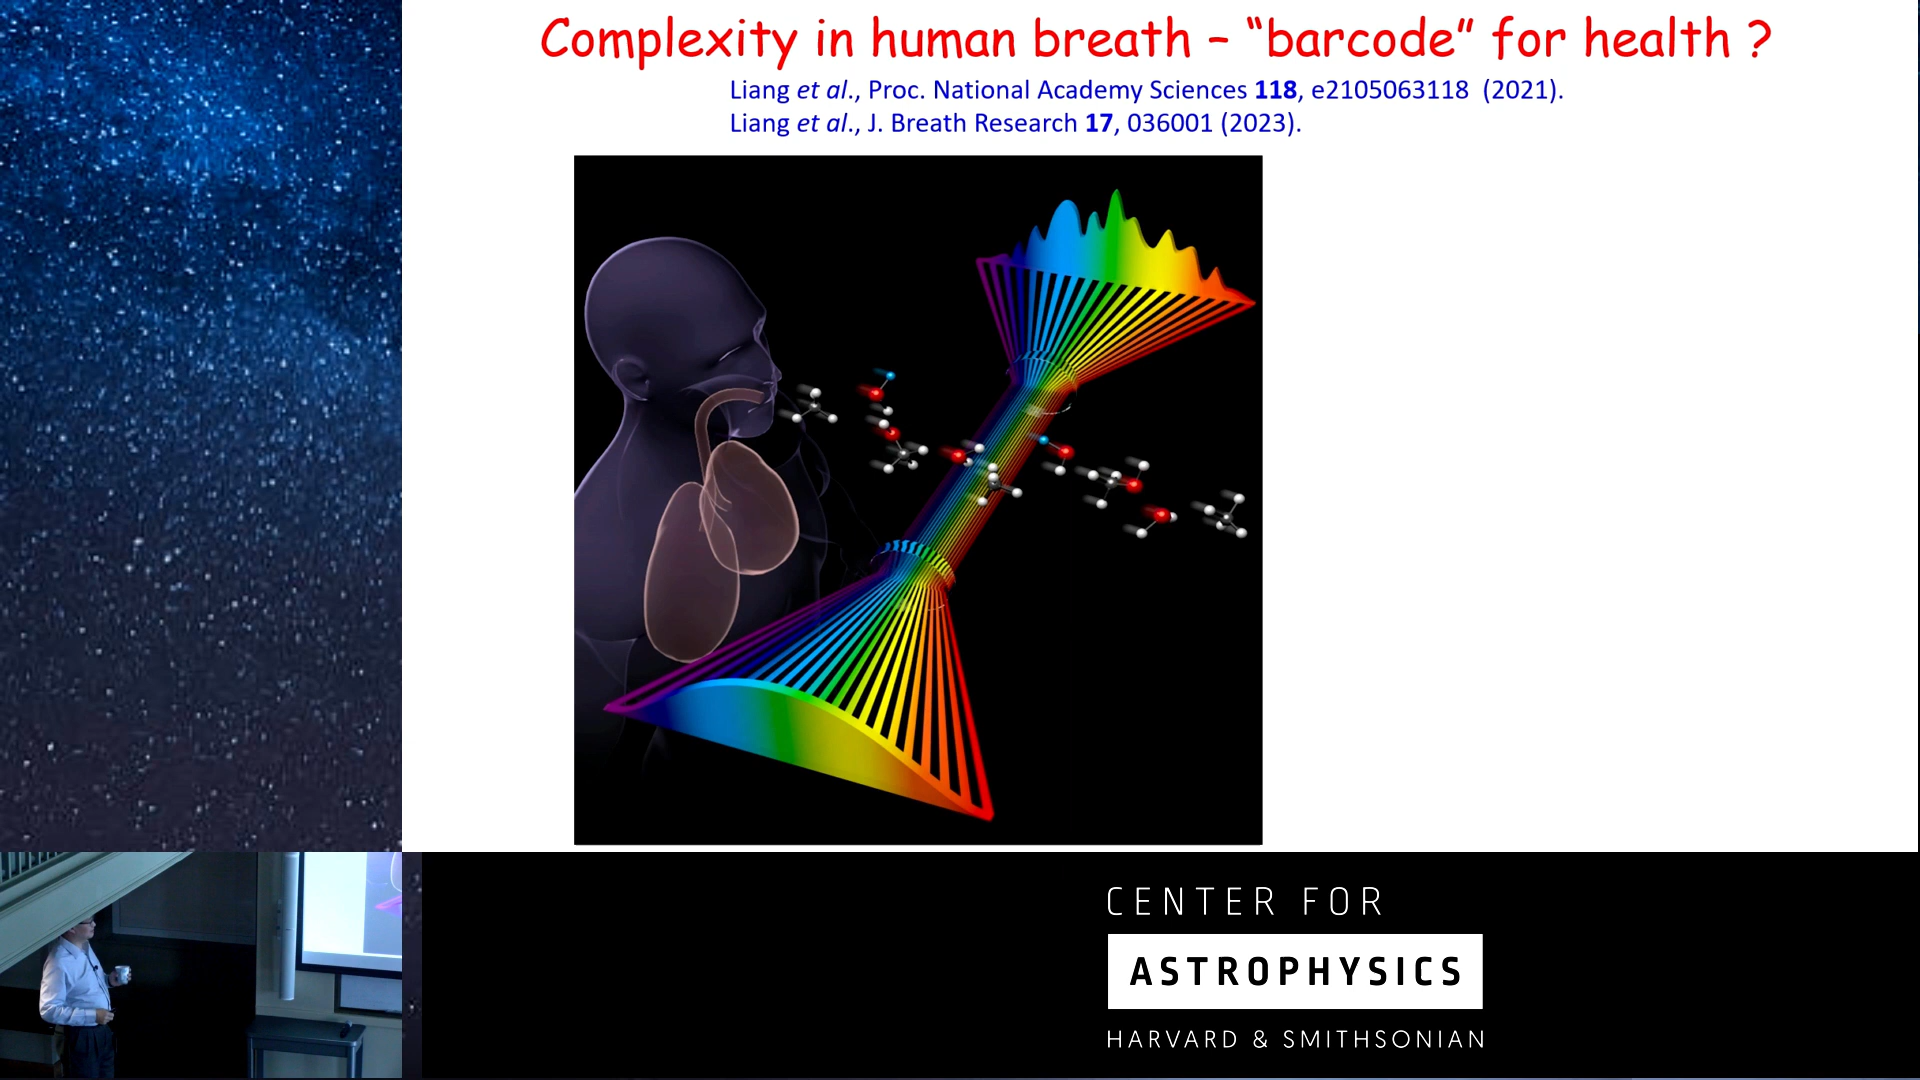 Complexity in human breath – “barcode” for health ?
Liang et al., Proc. National Academy Sciences 118, e2105063118 (2021).
Liang et al., J. Breath Research 17, 036001 (2023).
CENTER FOR
ASTROPHYSICS
HARVARD & SMITHSONIAN